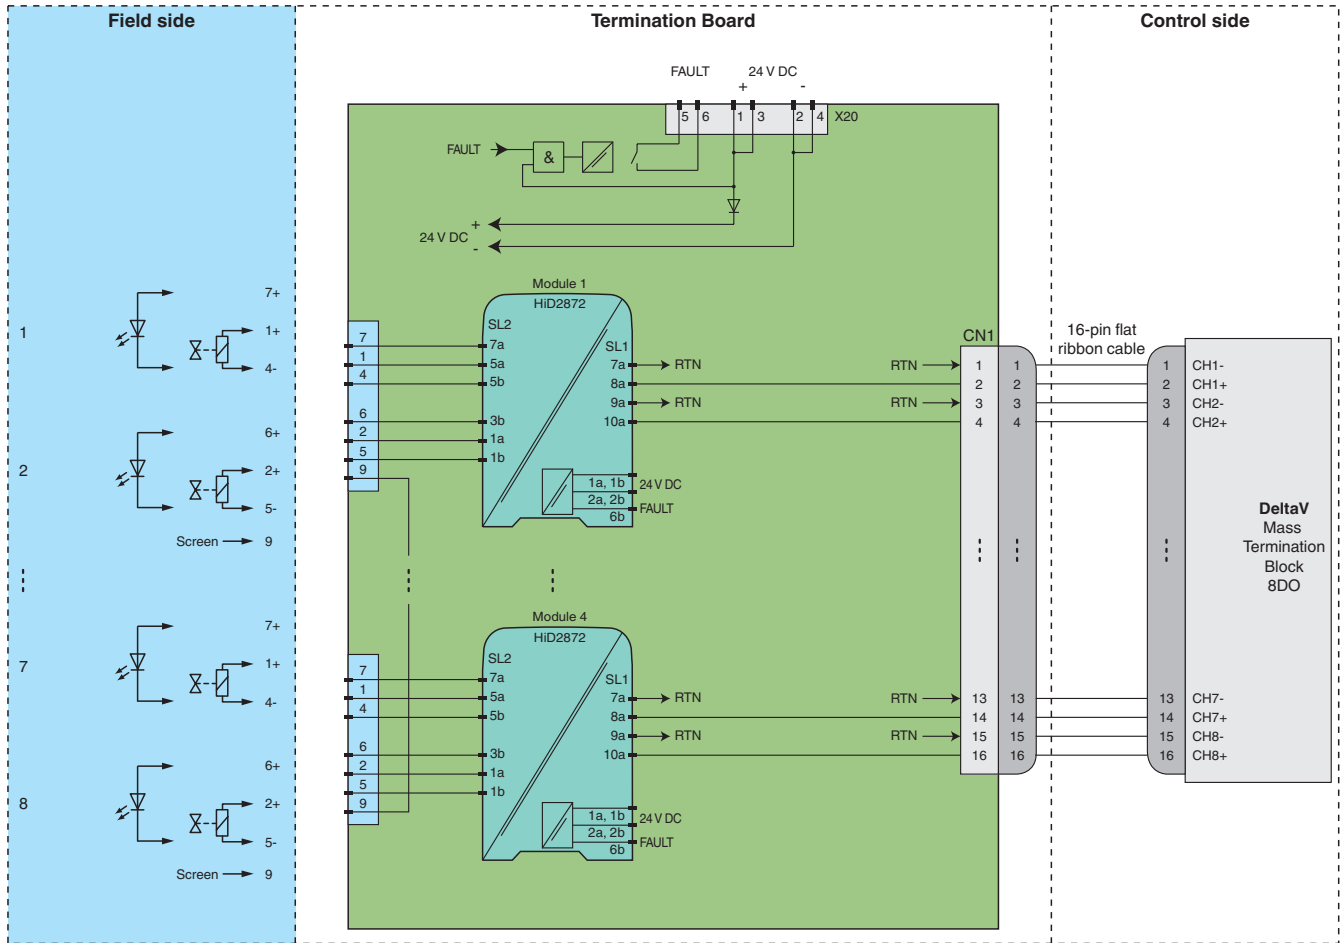 Field side
Termination Board
Control side
FAULT 24 V DC
+ -
5 6 1 3 2 4 X20
FAULT
&
+
24 V DC
-
1
7+
1+
4-
2
6+
2+
5-
Screen 9
7
1
4
6
2
5
9
Module 1
HiD2872
SL2
7a
5a
5b
3b
1a
1b
SL1
7a RTN
8a
9a RTN
10a
1a, 1b 24 V DC
2a, 2b
6b FAULT
CN1
RTN 1 1
2 2
RTN 3 3
4 4
16-pin flat
ribbon cable
1 CH1-
2 CH1+
3 CH2-
4 CH2+
DeltaV
Mass
Termination
Block
8DO
7
7+
1+
4-
8
6+
2+
5-
Screen 9
7
1
4
6
2
5
9
Module 4
HiD2872
SL2
7a
5a
5b
3b
1a
1b
SL1
7a RTN
8a
9a RTN
10a
1a, 1b 24 V DC
2a, 2b
6b FAULT
RTN 13 13
14 14
RTN 15 15
16 16
13 CH7-
14 CH7+
15 CH8-
16 CH8+